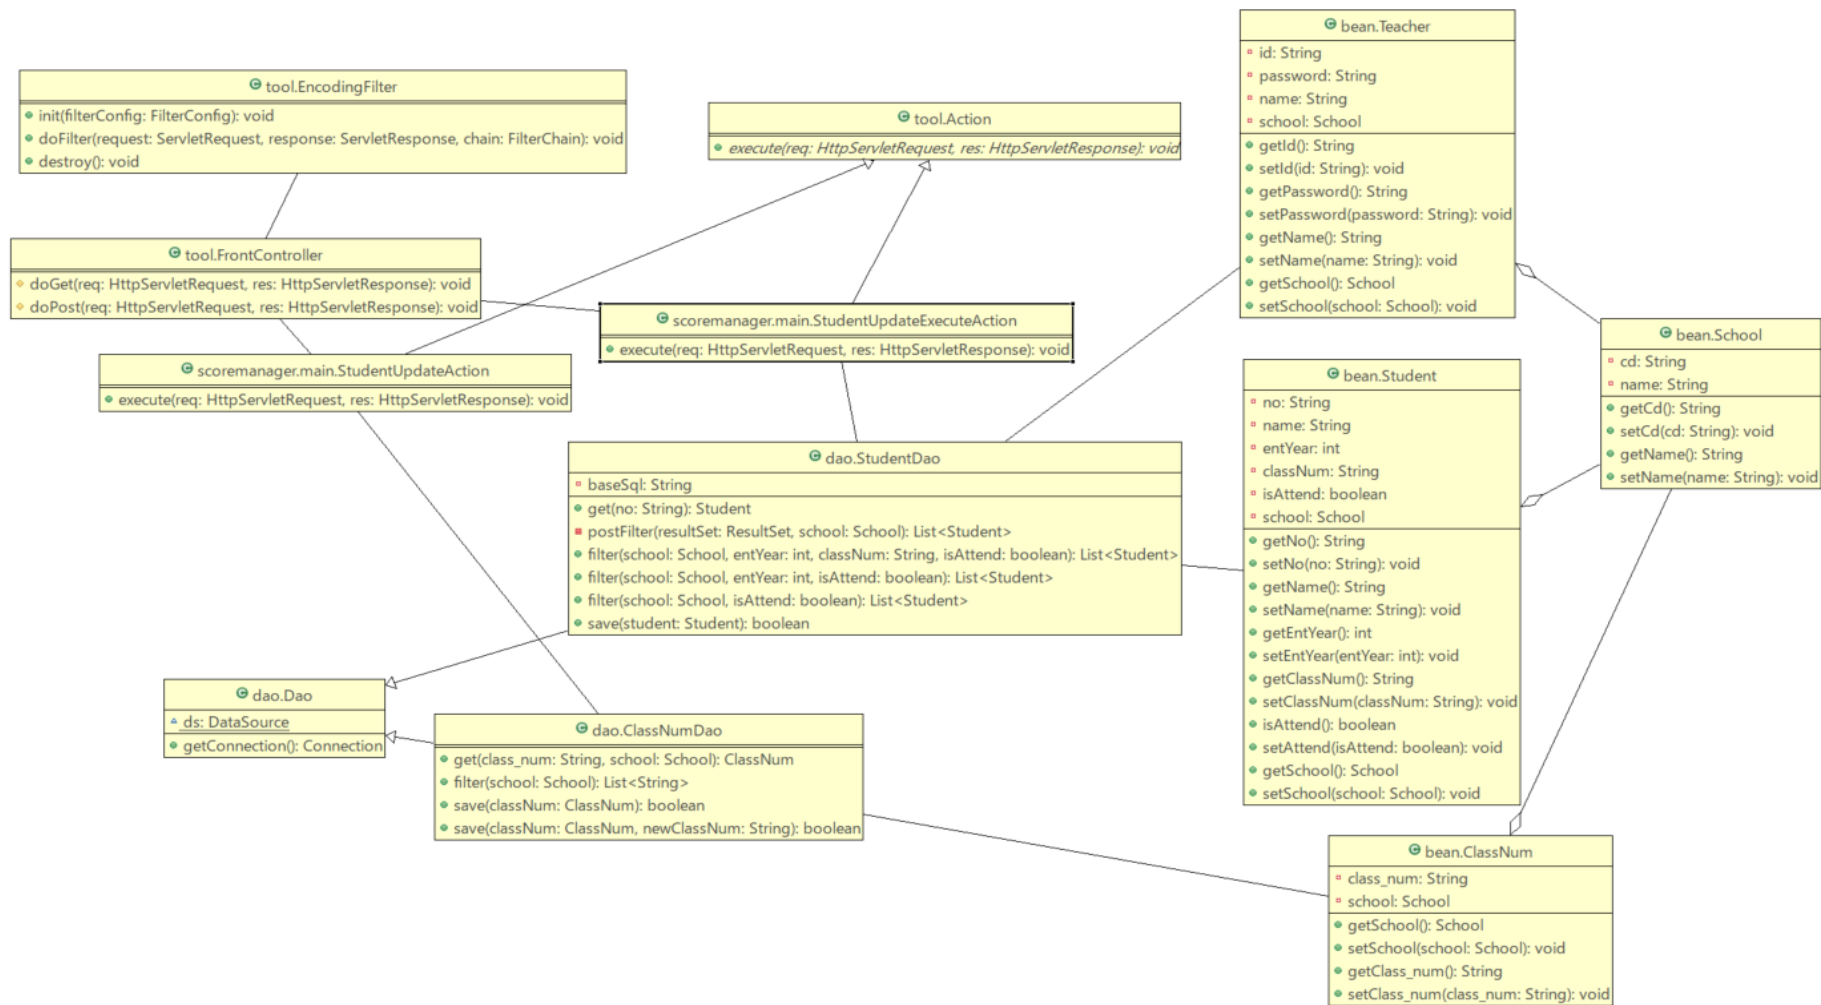 tool.EncodingFilter
init(filterConfig: FilterConfig): void
doFilter(request: ServletRequest, response: ServletResponse, chain: FilterChain): void
destroy(): void
tool.Action
execute(req: HttpServletRequest, res: HttpServletResponse): void
bean.Teacher
id: String
password: String
name: String
school: School
getId(): String
setId(id: String): void
getPassword(): String
setPassword(password: String): void
getName(): String
setName(name: String): void
getSchool(): School
setSchool(school: School): void
tool.FrontController
doGet(req: HttpServletRequest, res: HttpServletResponse): void
doPost(req: HttpServletRequest, res: HttpServletResponse): void
scoremanager.main.StudentUpdateExecuteAction
execute(req: HttpServletRequest, res: HttpServletResponse): void
scoremanager.main.StudentUpdateAction
execute(req: HttpServletRequest, res: HttpServletResponse): void
bean.School
cd: String
name: String
getCd(): String
setCd(cd: String): void
getName(): String
setName(name: String): void
bean.Student
no: String
name: String
entYear: int
classNum: String
isAttend: boolean
school: School
getNo(): String
setNo(no: String): void
getName(): String
setName(name: String): void
getEntYear(): int
setEntYear(entYear: int): void
getClassNum(): String
setClassNum(classNum: String): void
isAttend(): boolean
setAttend(isAttend: boolean): void
getSchool(): School
setSchool(school: School): void
dao.StudentDao
baseSql: String
get(no: String): Student
postFilter(resultSet: ResultSet, school: School): List<Student>
filter(school: School, entYear: int, classNum: String, isAttend: boolean): List<Student>
filter(school: School, entYear: int, isAttend: boolean): List<Student>
filter(school: School, isAttend: boolean): List<Student>
save(student: Student): boolean
dao.Dao
ds: DataSource
getConnection(): Connection
dao.ClassNumDao
get(class_num: String, school: School): ClassNum
filter(school: School): List<String>
save(classNum: ClassNum): boolean
save(classNum: ClassNum, newClassNum: String): boolean
bean.ClassNum
class_num: String
school: School
getSchool(): School
setSchool(school: School): void
getClass_num(): String
setClass_num(class_num: String): void